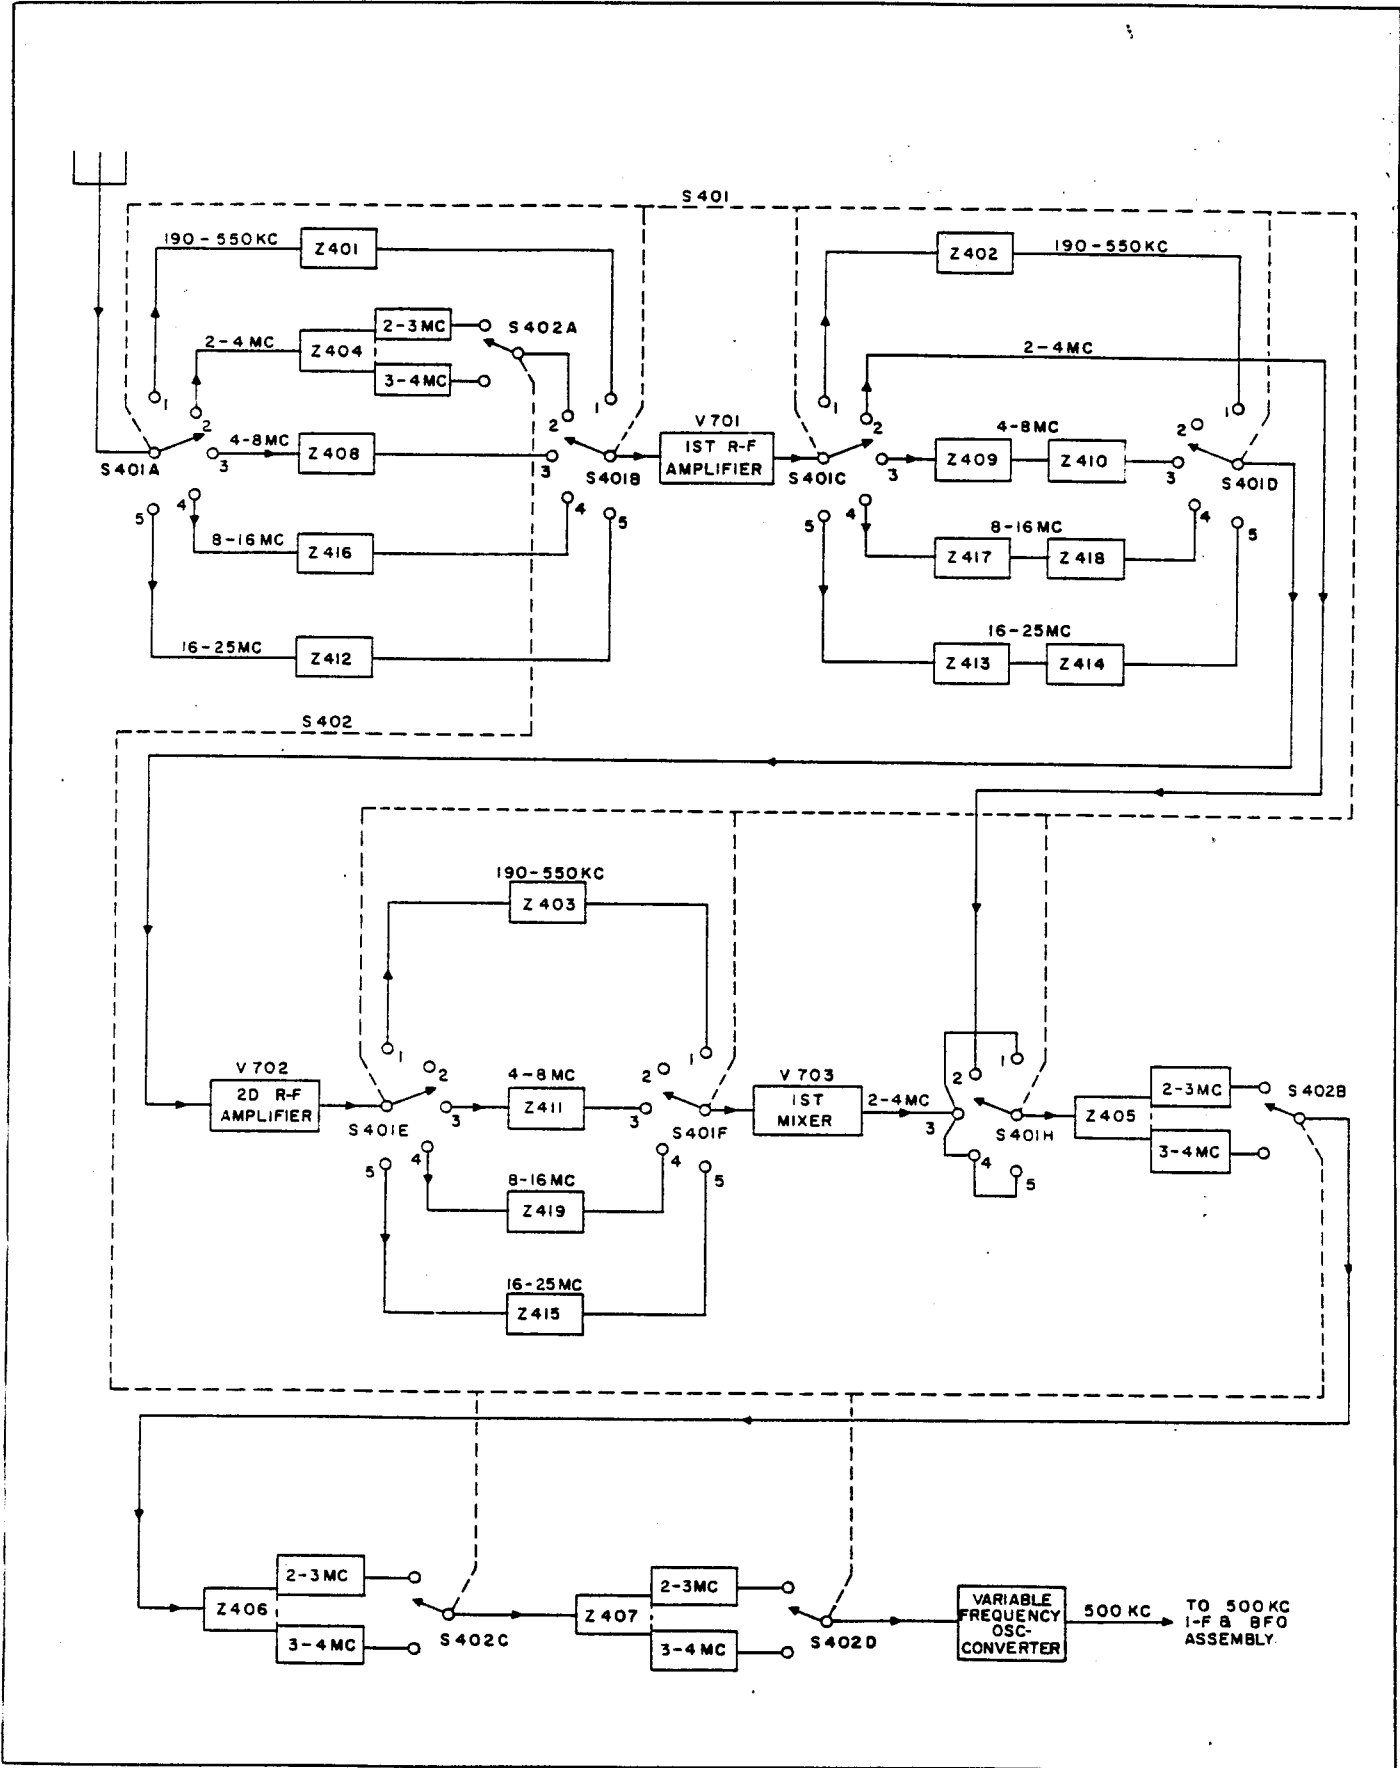 S401
190-550KC
Z401
Z402
190-550KC
2-3MC
S402A
2-4MC
Z404
2-4MC
3-4MC
1
1
1
1
2
2
2
2
V701
4-8MC
4-8MC
S401A
3
Z408
3
S401B
1ST R-F
AMPLIFIER
S401C
3
Z409
Z410
3
S401D
5
4
4
5
5
4
4
5
8-16MC
Z416
8-16MC
Z417
Z418
16-25MC
Z412
16-25MC
Z413
Z414
S402
190-550KC
Z403
1
1
1
2
2
2
V702
2D R-F
AMPLIFIER
4-8MC
Z411
V703
1ST
MIXER
2-4MC
2-3MC
S402B
S401E
3
3
S401F
3
S401H
Z405
3-4MC
5
4
4
5
4
5
8-16MC
Z419
16-25MC
Z415
2-3MC
Z406
3-4MC
S402C
2-3MC
Z407
3-4MC
S402D
VARIABLE
FREQUENCY
OSC-
CONVERTER
500 KC
TO 500 KC
I-F & BFO
ASSEMBLY.